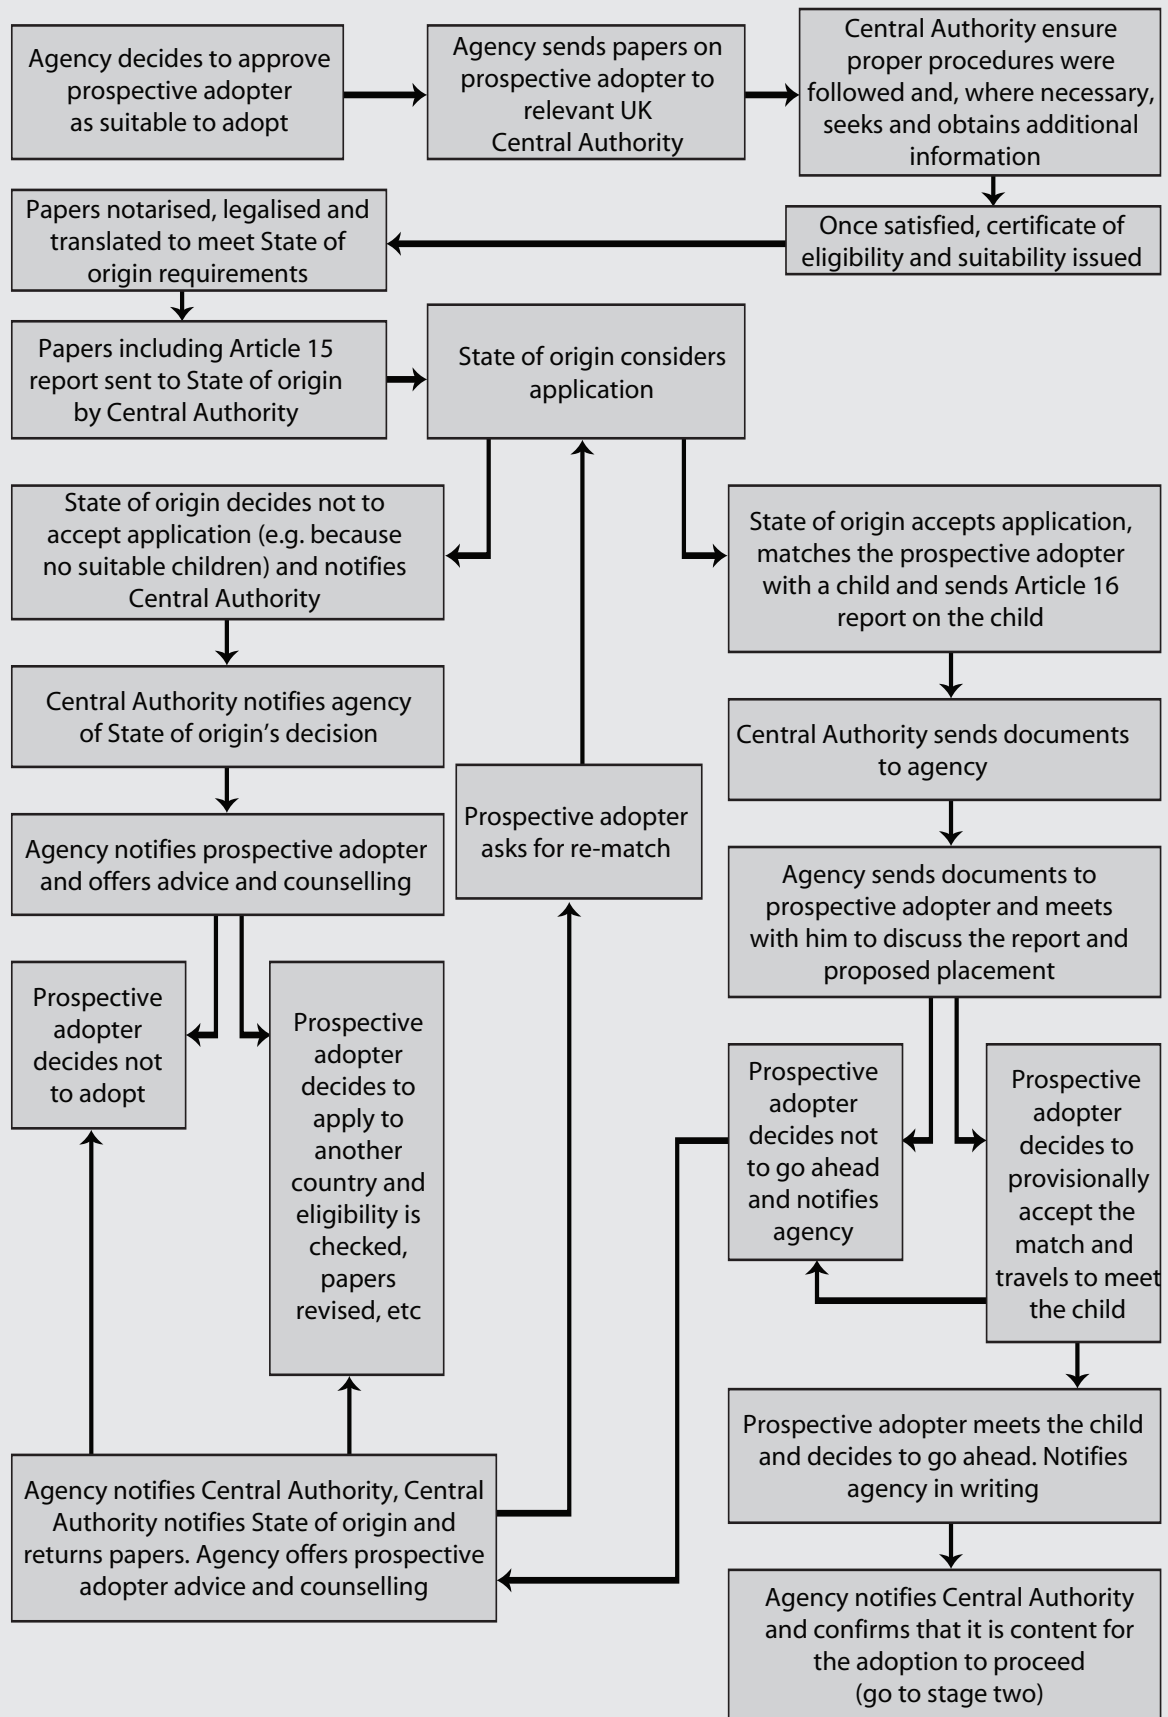 Agency decides to approve
prospective adopter
as suitable to adopt
Agency sends papers on
prospective adopter to
relevant UK
Central Authority
Central Authority ensure
proper procedures were
followed and, where necessary,
seeks and obtains additional
information
Once satisfied, certificate of
eligibility and suitability issued
Papers notarised, legalised and
translated to meet State of
origin requirements
Papers including Article 15
report sent to State of origin
by Central Authority
State of origin considers
application
State of origin decides not to
accept application (e.g. because
no suitable children) and notifies
Central Authority
Central Authority notifies agency
of State of origin’s decision
Agency notifies prospective adopter
and offers advice and counselling
Prospective
adopter
decides not
to adopt
Prospective
adopter
decides to
apply to
another
country and
eligibility is
checked,
papers
revised, etc
Prospective adopter
asks for re-match
State of origin accepts application,
matches the prospective adopter
with a child and sends Article 16
report on the child
Central Authority sends documents
to agency
Agency sends documents to
prospective adopter and meets
with him to discuss the report and
proposed placement
Prospective
adopter
decides not
to go ahead
and notifies
agency
Prospective
adopter
decides to
provisionally
accept the
match and
travels to meet
the child
Agency notifies Central Authority, Central
Authority notifies State of origin and
returns papers. Agency offers prospective
adopter advice and counselling
Prospective adopter meets the child
and decides to go ahead. Notifies
agency in writing
Agency notifies Central Authority
and confirms that it is content for
the adoption to proceed
(go to stage two)